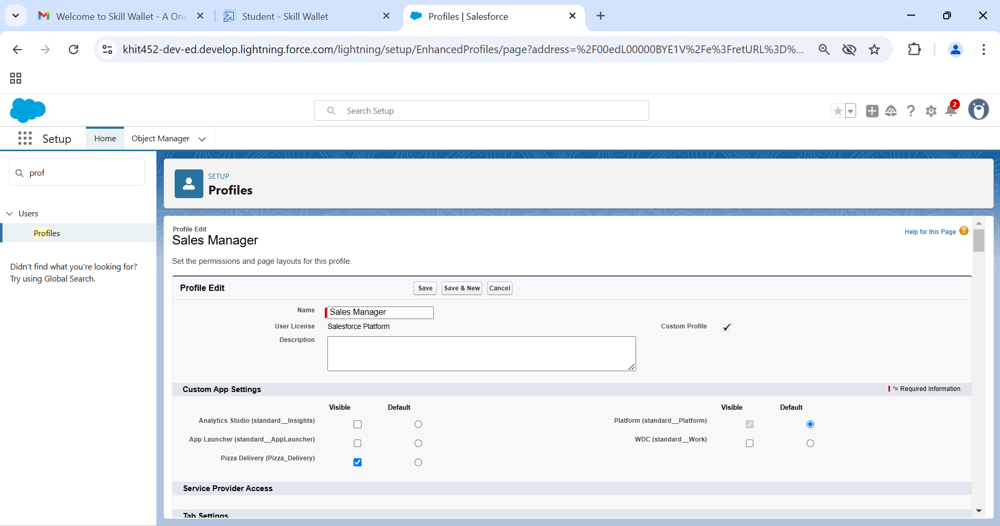 Welcome to Skill Wallet - A One
Student - Skill Wallet
Profiles | Salesforce
khit452-dev-ed.develop.lightning.force.com/lightning/setup/EnhancedProfiles/page?address=%2F00edL00000BYE1V%2Fe%3FretURL%3D%...
Search Setup
2
Setup
Home
Object Manager
prof
Users
Profiles
Didn't find what you're looking for?
Try using Global Search.
SETUP
Profiles
Profile Edit
Sales Manager
Help for this Page ?
Set the permissions and page layouts for this profile.
Profile Edit
Save
Save & New
Cancel
Name
Sales Manager
User License
Salesforce Platform
Custom Profile
Description
Custom App Settings
*= Required Information
Visible Default
Visible Default
Analytics Studio (standard__Insights)
Platform (standard__Platform)
App Launcher (standard__AppLauncher)
WDC (standard__Work)
Pizza Delivery (Pizza_Delivery)
Service Provider Access
Tab Settings